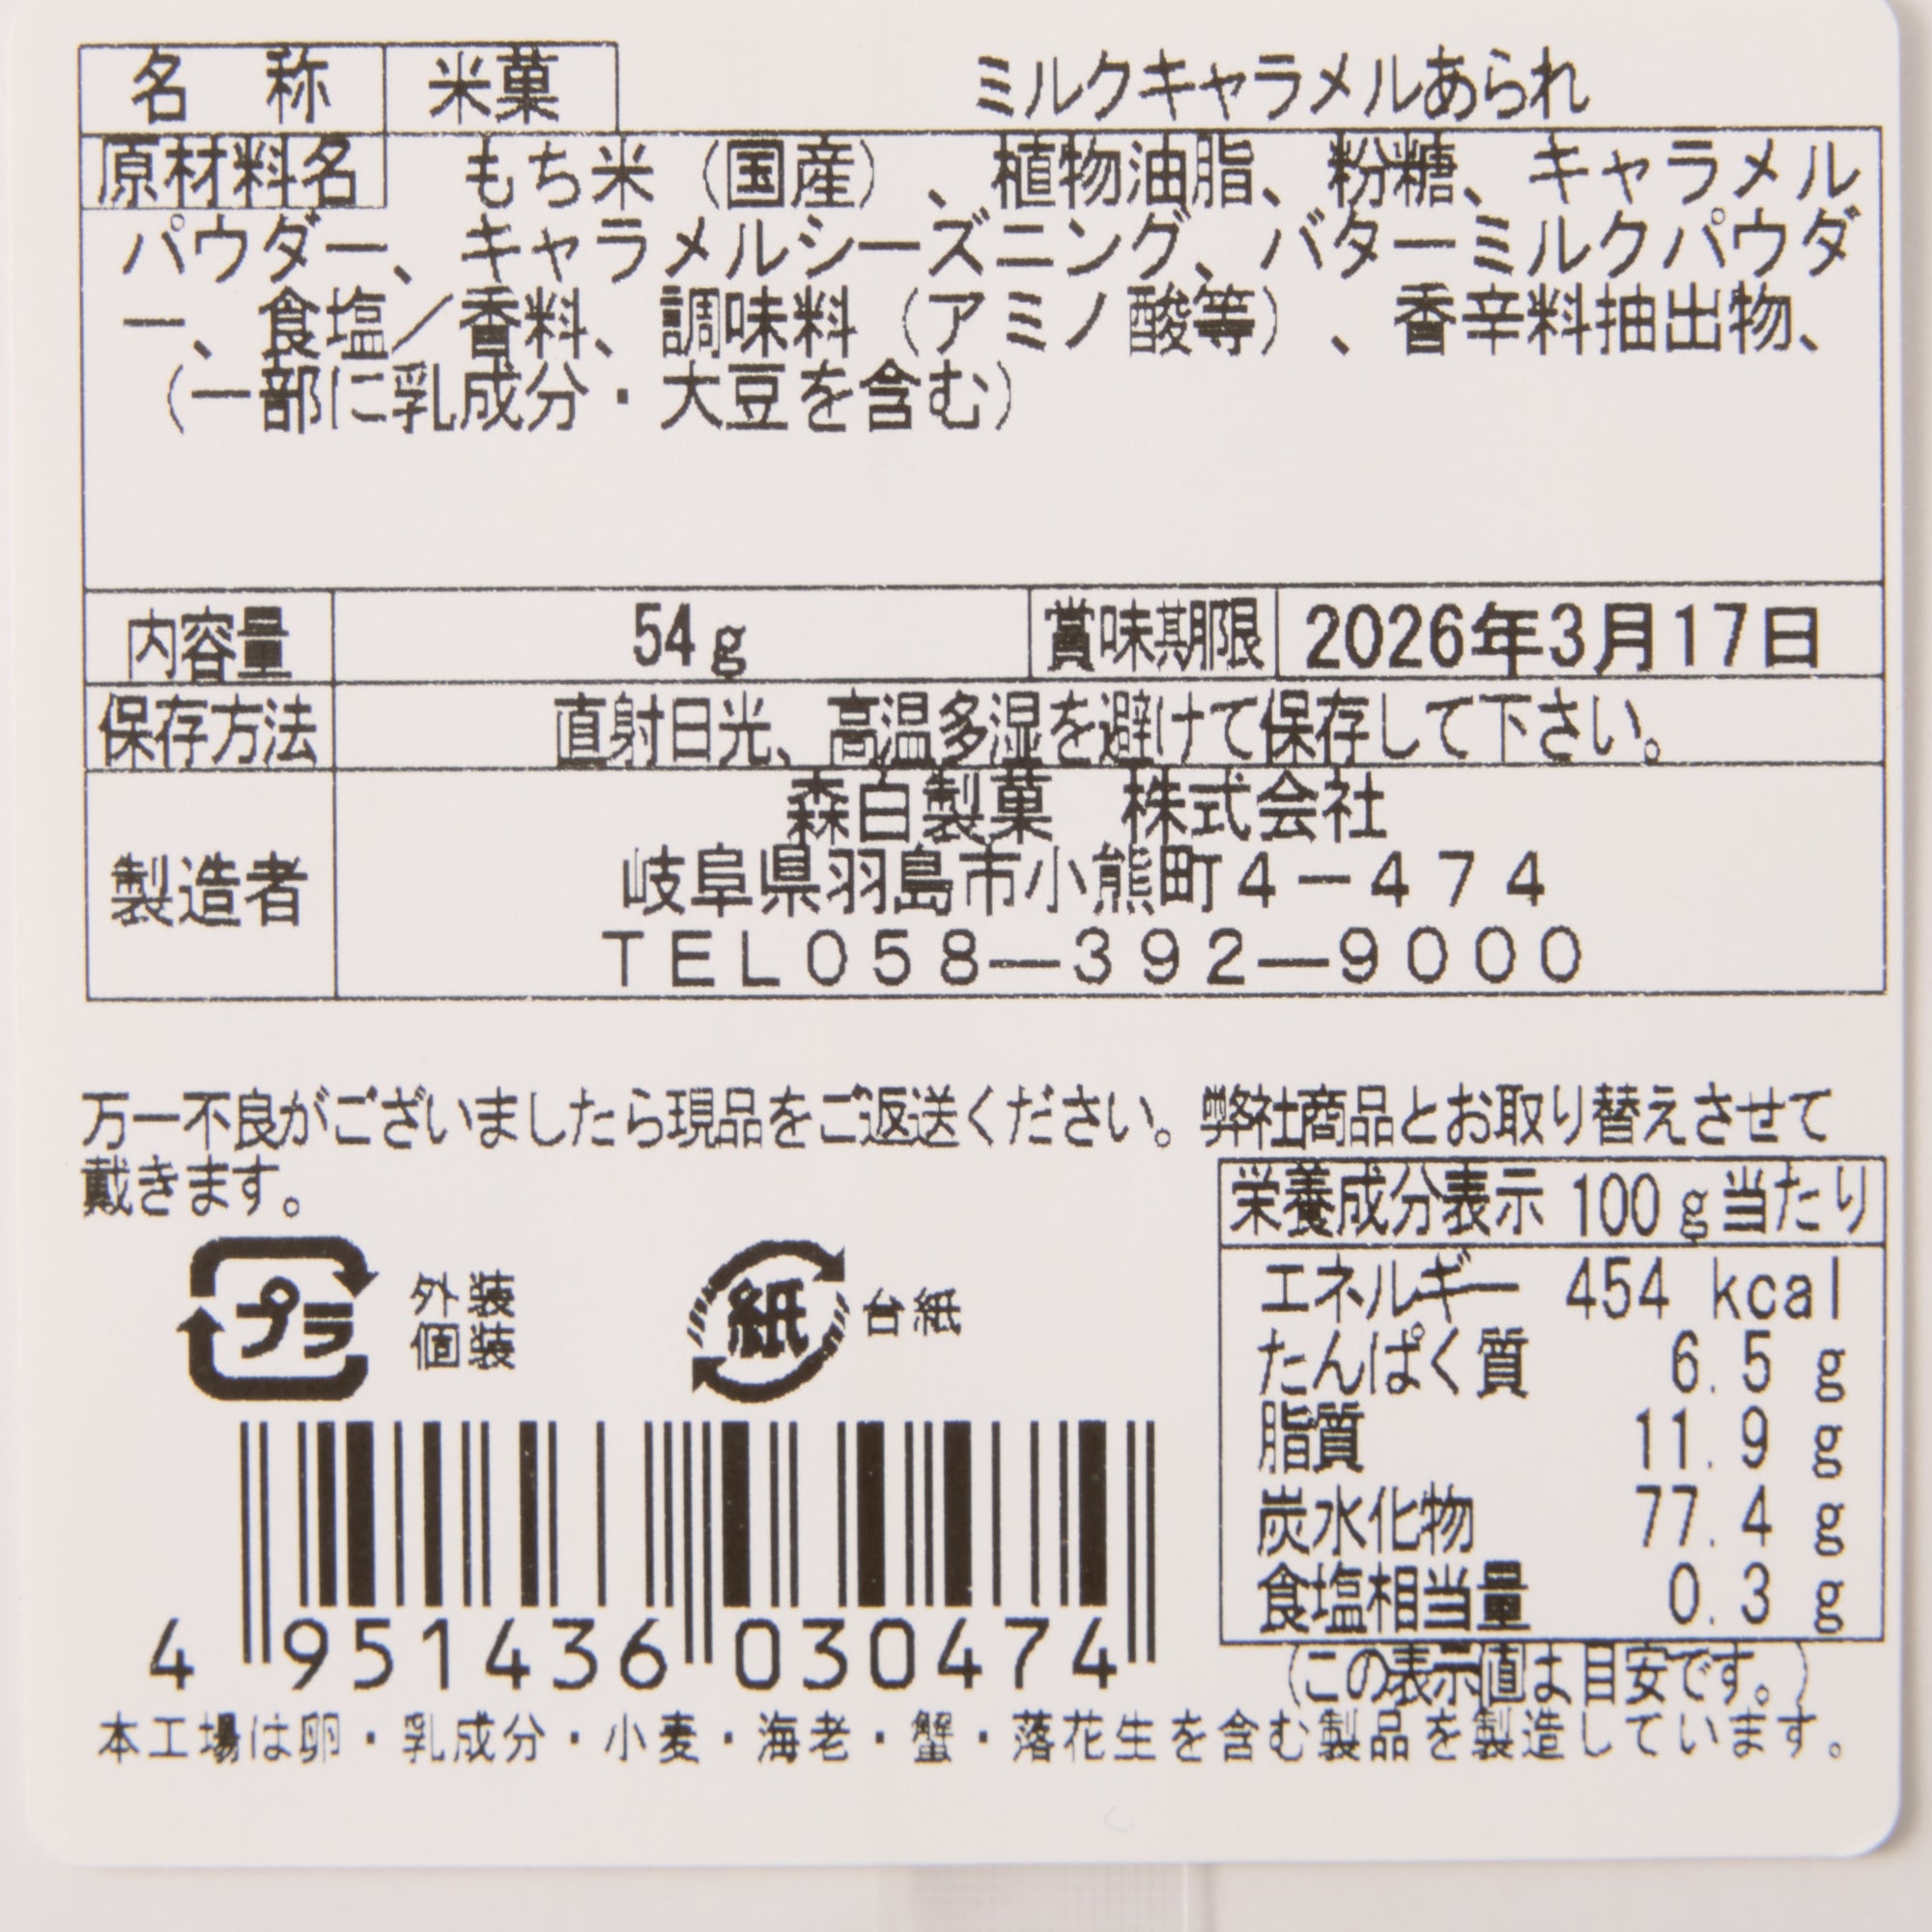 名 称 米菓 ミルクキャラメルあられ
原材料名 もち米（国産）、植物油脂、粉糖、キャラメル
パウダー、キャラメルシーズニング、バターミルクパウダ
ー、食塩／香料、調味料（アミノ酸等）、香辛料抽出物、
（一部に乳成分・大豆を含む）
内容量 54g 賞味期限 2026年3月17日
保存方法 直射日光、高温多湿を避けて保存して下さい。
製造者 森白製菓 株式会社
岐阜県羽島市小熊町4－474
TEL058―392―9000
万一不良がございましたら現品をご返送ください。弊社商品とお取り替えさせて
戴きます。
プラ 外装
個装
紙 台紙
栄養成分表示 100g当たり
エネルギー 454 kcal
たんぱく質 6.5 g
脂質 11.9 g
炭水化物 77.4 g
食塩相当量 0.3 g
（この表示値は目安です。）
4 951436 030474
本工場は卵・乳成分・小麦・海老・蟹・落花生を含む製品を製造しています。